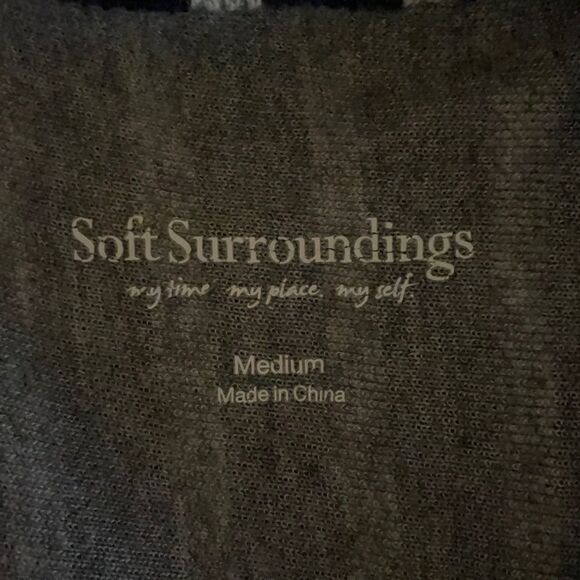 Soft Surroundings
my time my place. my self.
Medium
Made in China